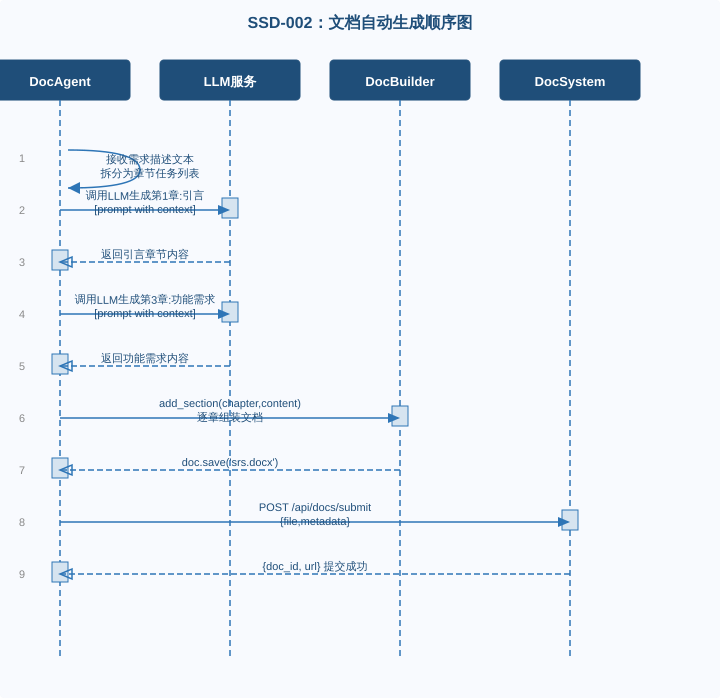 SSD-002：文档自动生成顺序图
DocAgent
LLM服务
DocBuilder
DocSystem
1
接收需求描述文本
拆分为章节任务列表
2
调用LLM生成第1章:引言
[prompt with context]
3
返回引言章节内容
4
调用LLM生成第3章:功能需求
[prompt with context]
5
返回功能需求内容
6
add_section(chapter,content)
逐章组装文档
7
doc.save('srs.docx')
8
POST /api/docs/submit
{file,metadata}
9
{doc_id, url} 提交成功